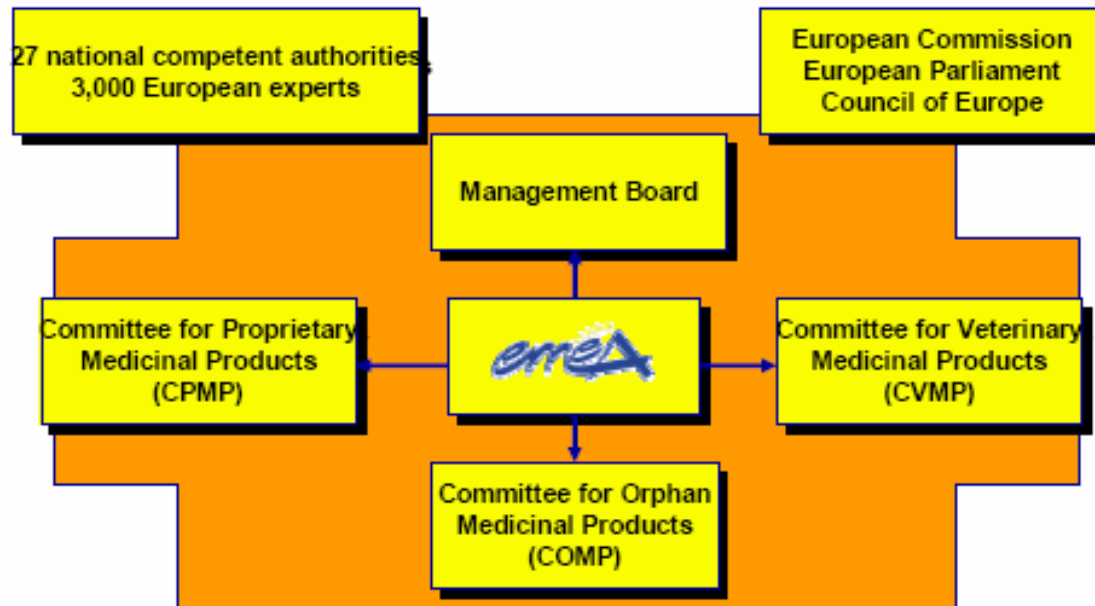 27 national competent authorities,
3,000 European experts
European Commission
European Parliament
Council of Europe
Management Board
Committee for Proprietary
Medicinal Products
(CPMP)
emeA
Committee for Veterinary
Medicinal Products
(CVMP)
Committee for Orphan
Medicinal Products
(COMP)